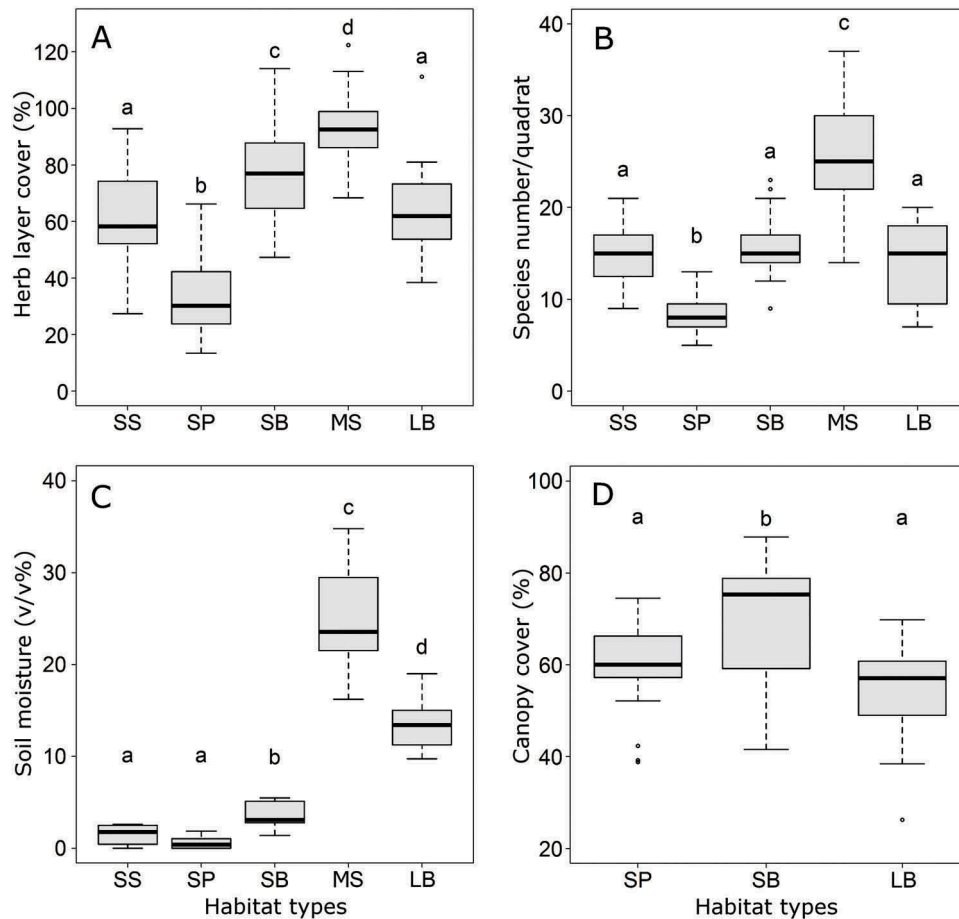 A
Herb layer cover (%)
120
100
80
60
40
20
0
a
b
c
d
a
SS SP SB MS LB
B
Species number/quadrat
40
30
20
10
0
a
b
a
c
a
SS SP SB MS LB
C
Soil moisture (v/v%)
40
30
20
10
0
a
a
b
c
d
SS SP SB MS LB
Habitat types
D
Canopy cover (%)
100
80
60
40
20
a
b
a
SP SB LB
Habitat types